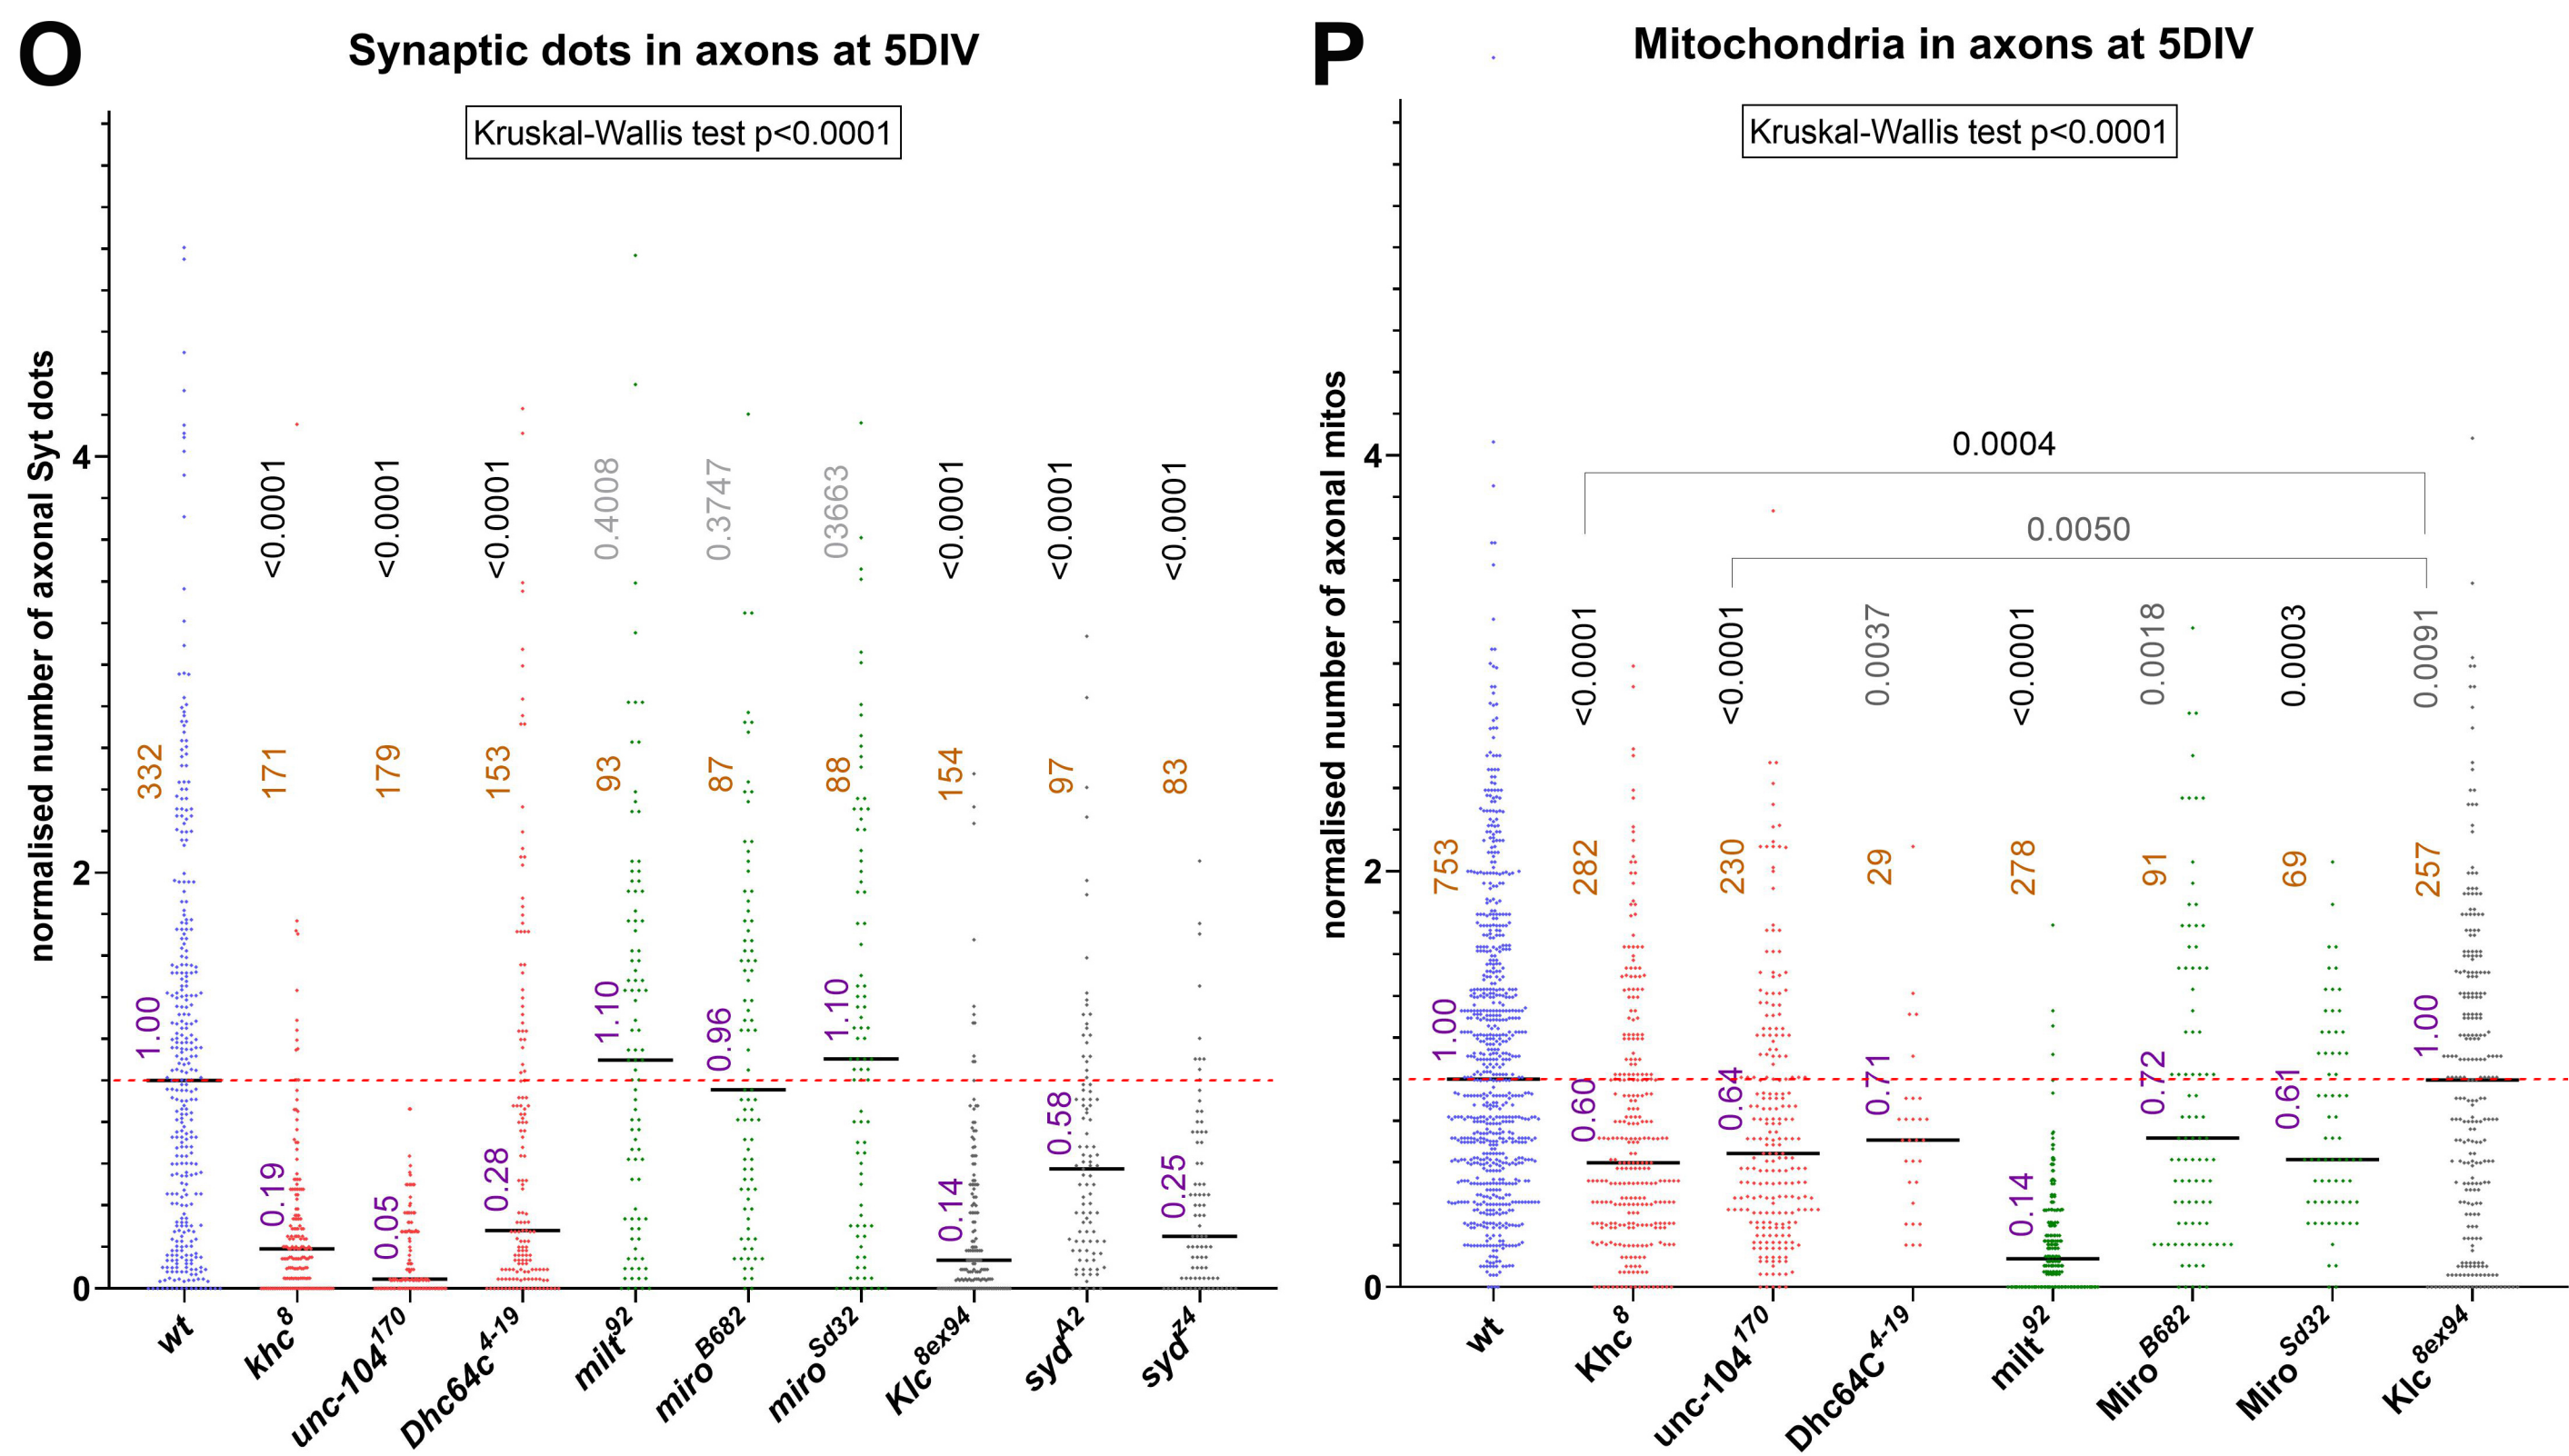 O
Synaptic dots in axons at 5DIV
Kruskal-Wallis test p<0.0001
normalised number of axonal Syt dots
4
2
0
<0.0001
<0.0001
<0.0001
0.4008
0.3747
03663
<0.0001
<0.0001
<0.0001
332
171
179
153
93
87
88
154
97
83
1.00
0.19
0.05
0.28
1.10
0.96
1.10
0.14
0.58
0.25
wt
khc8
unc-104170
Dhc64c4-19
milt92
miroB682
miroSd32
Klc8ex94
sydA2
sydz4
P
Mitochondria in axons at 5DIV
Kruskal-Wallis test p<0.0001
normalised number of axonal mitos
4
2
0
0.0004
0.0050
<0.0001
<0.0001
0.0037
<0.0001
0.0018
0.0003
0.0091
753
282
230
29
278
91
69
257
1.00
0.60
0.64
0.71
0.14
0.72
0.61
1.00
wt
Khc8
unc-104170
Dhc64C4-19
milt92
MiroB682
MiroSd32
Klc8ex94